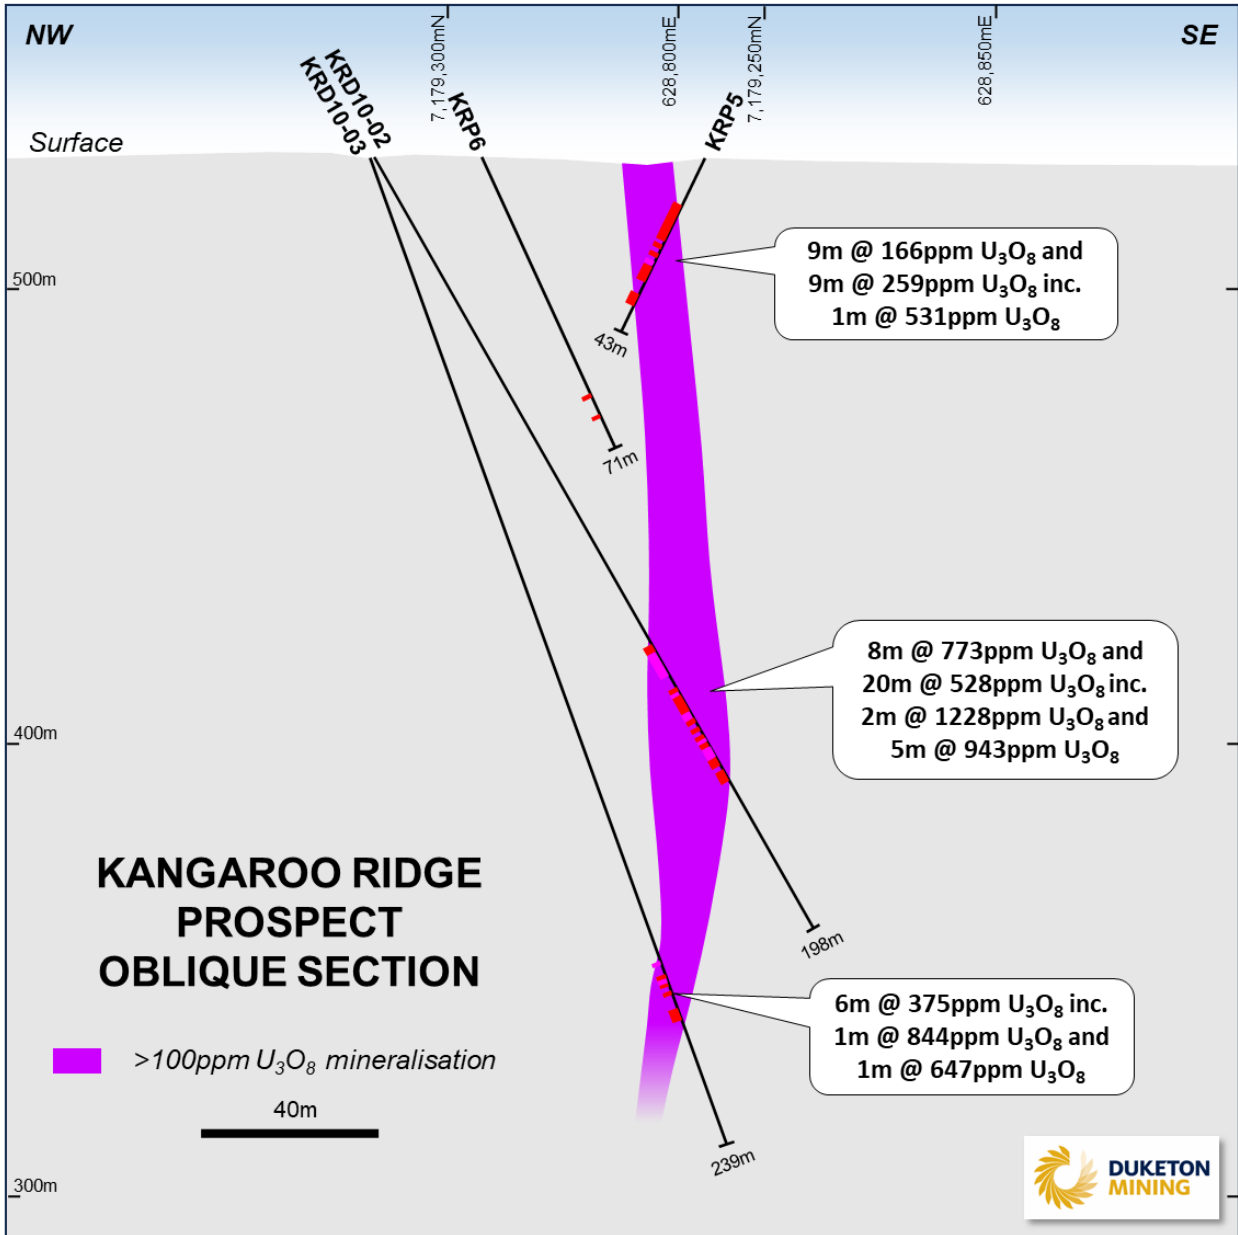 NW
7,179,300mN
628,800mE
7,179,250mN
628,850mE
SE
KRD10-03
KRD10-02
KRP6
KRP5
Surface
9m @ 166ppm U₃O₈ and
9m @ 259ppm U₃O₈ inc.
1m @ 531ppm U₃O₈
500m
43m
71m
8m @ 773ppm U₃O₈ and
20m @ 528ppm U₃O₈ inc.
2m @ 1228ppm U₃O₈ and
5m @ 943ppm U₃O₈
400m
KANGAROO RIDGE
PROSPECT
OBLIQUE SECTION
198m
6m @ 375ppm U₃O₈ inc.
1m @ 844ppm U₃O₈ and
1m @ 647ppm U₃O₈
>100ppm U₃O₈ mineralisation
40m
239m
300m
DUKETON
MINING